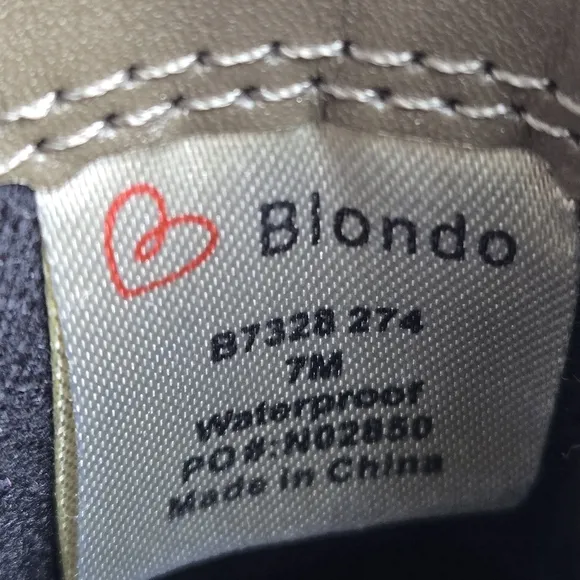 Blondo
B7328 274
7M
Waterproof
PO#:N02850
Made in China